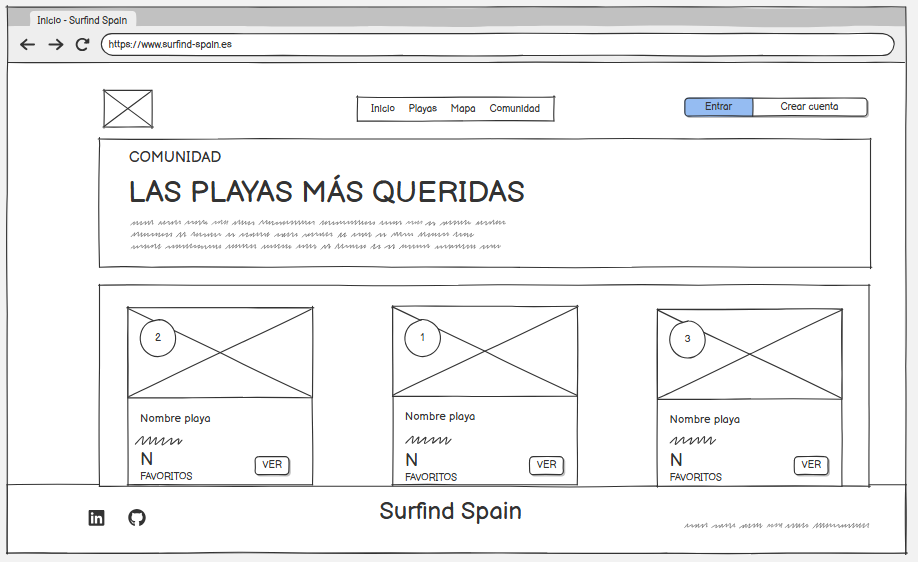 Inicio - Surfind Spain
https://www.surfind-spain.es
Inicio Playas Mapa Comunidad
Entrar Crear cuenta
COMUNIDAD
LAS PLAYAS MÁS QUERIDAS
2
Nombre playa
N
FAVORITOS
VER
1
Nombre playa
N
FAVORITOS
VER
3
Nombre playa
N
FAVORITOS
VER
in
Surfind Spain